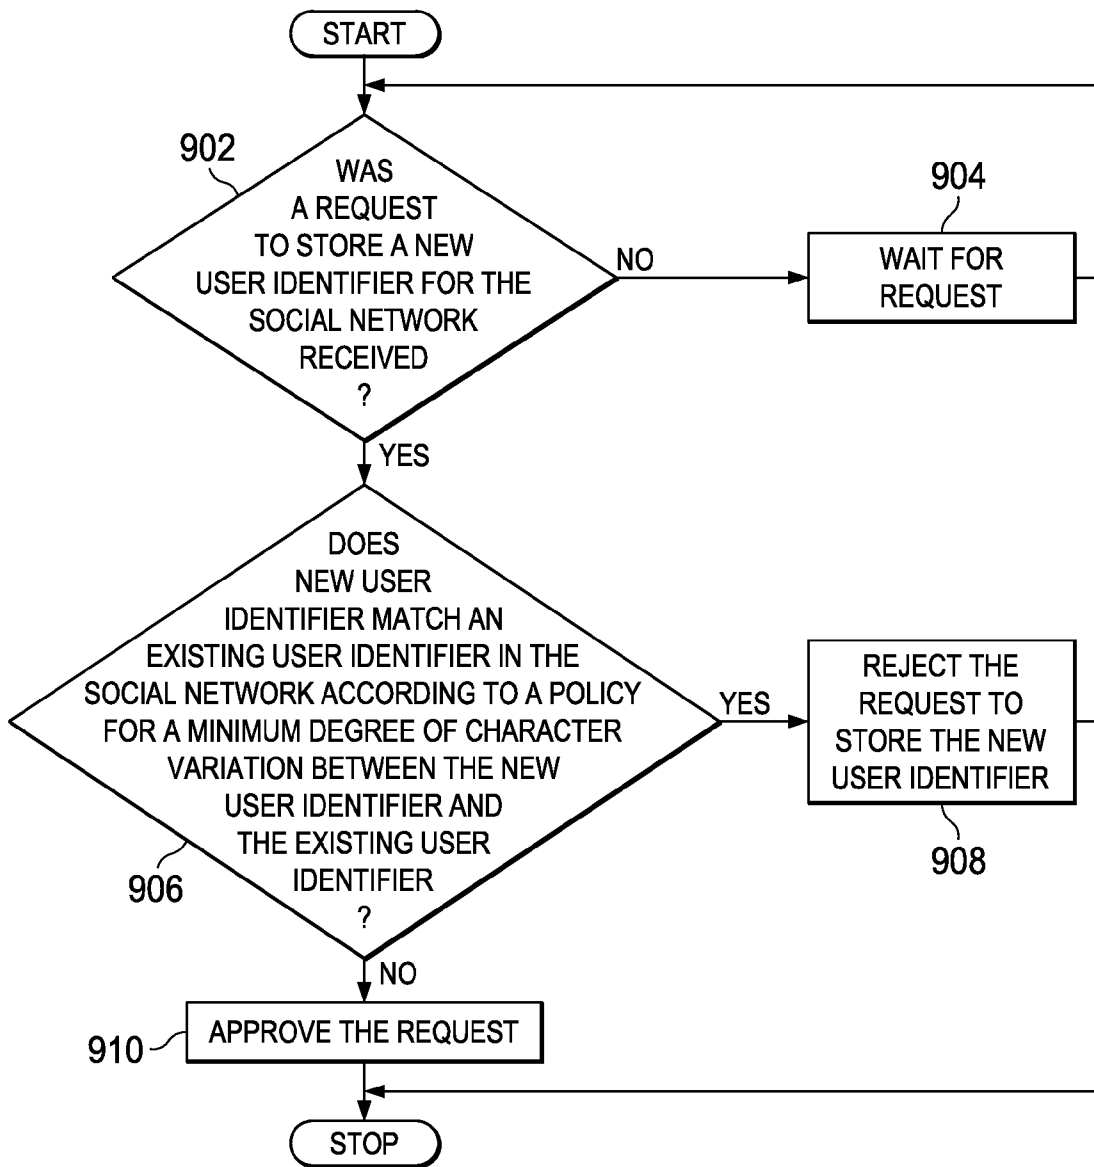 START
902
WAS
A REQUEST
TO STORE A NEW
USER IDENTIFIER FOR THE
SOCIAL NETWORK
RECEIVED
?
NO
904
WAIT FOR
REQUEST
YES
DOES
NEW USER
IDENTIFIER MATCH AN
EXISTING USER IDENTIFIER IN THE
SOCIAL NETWORK ACCORDING TO A POLICY
FOR A MINIMUM DEGREE OF CHARACTER
VARIATION BETWEEN THE NEW
USER IDENTIFIER AND
THE EXISTING USER
IDENTIFIER
?
906
YES
REJECT THE
REQUEST TO
STORE THE NEW
USER IDENTIFIER
908
NO
910
APPROVE THE REQUEST
STOP